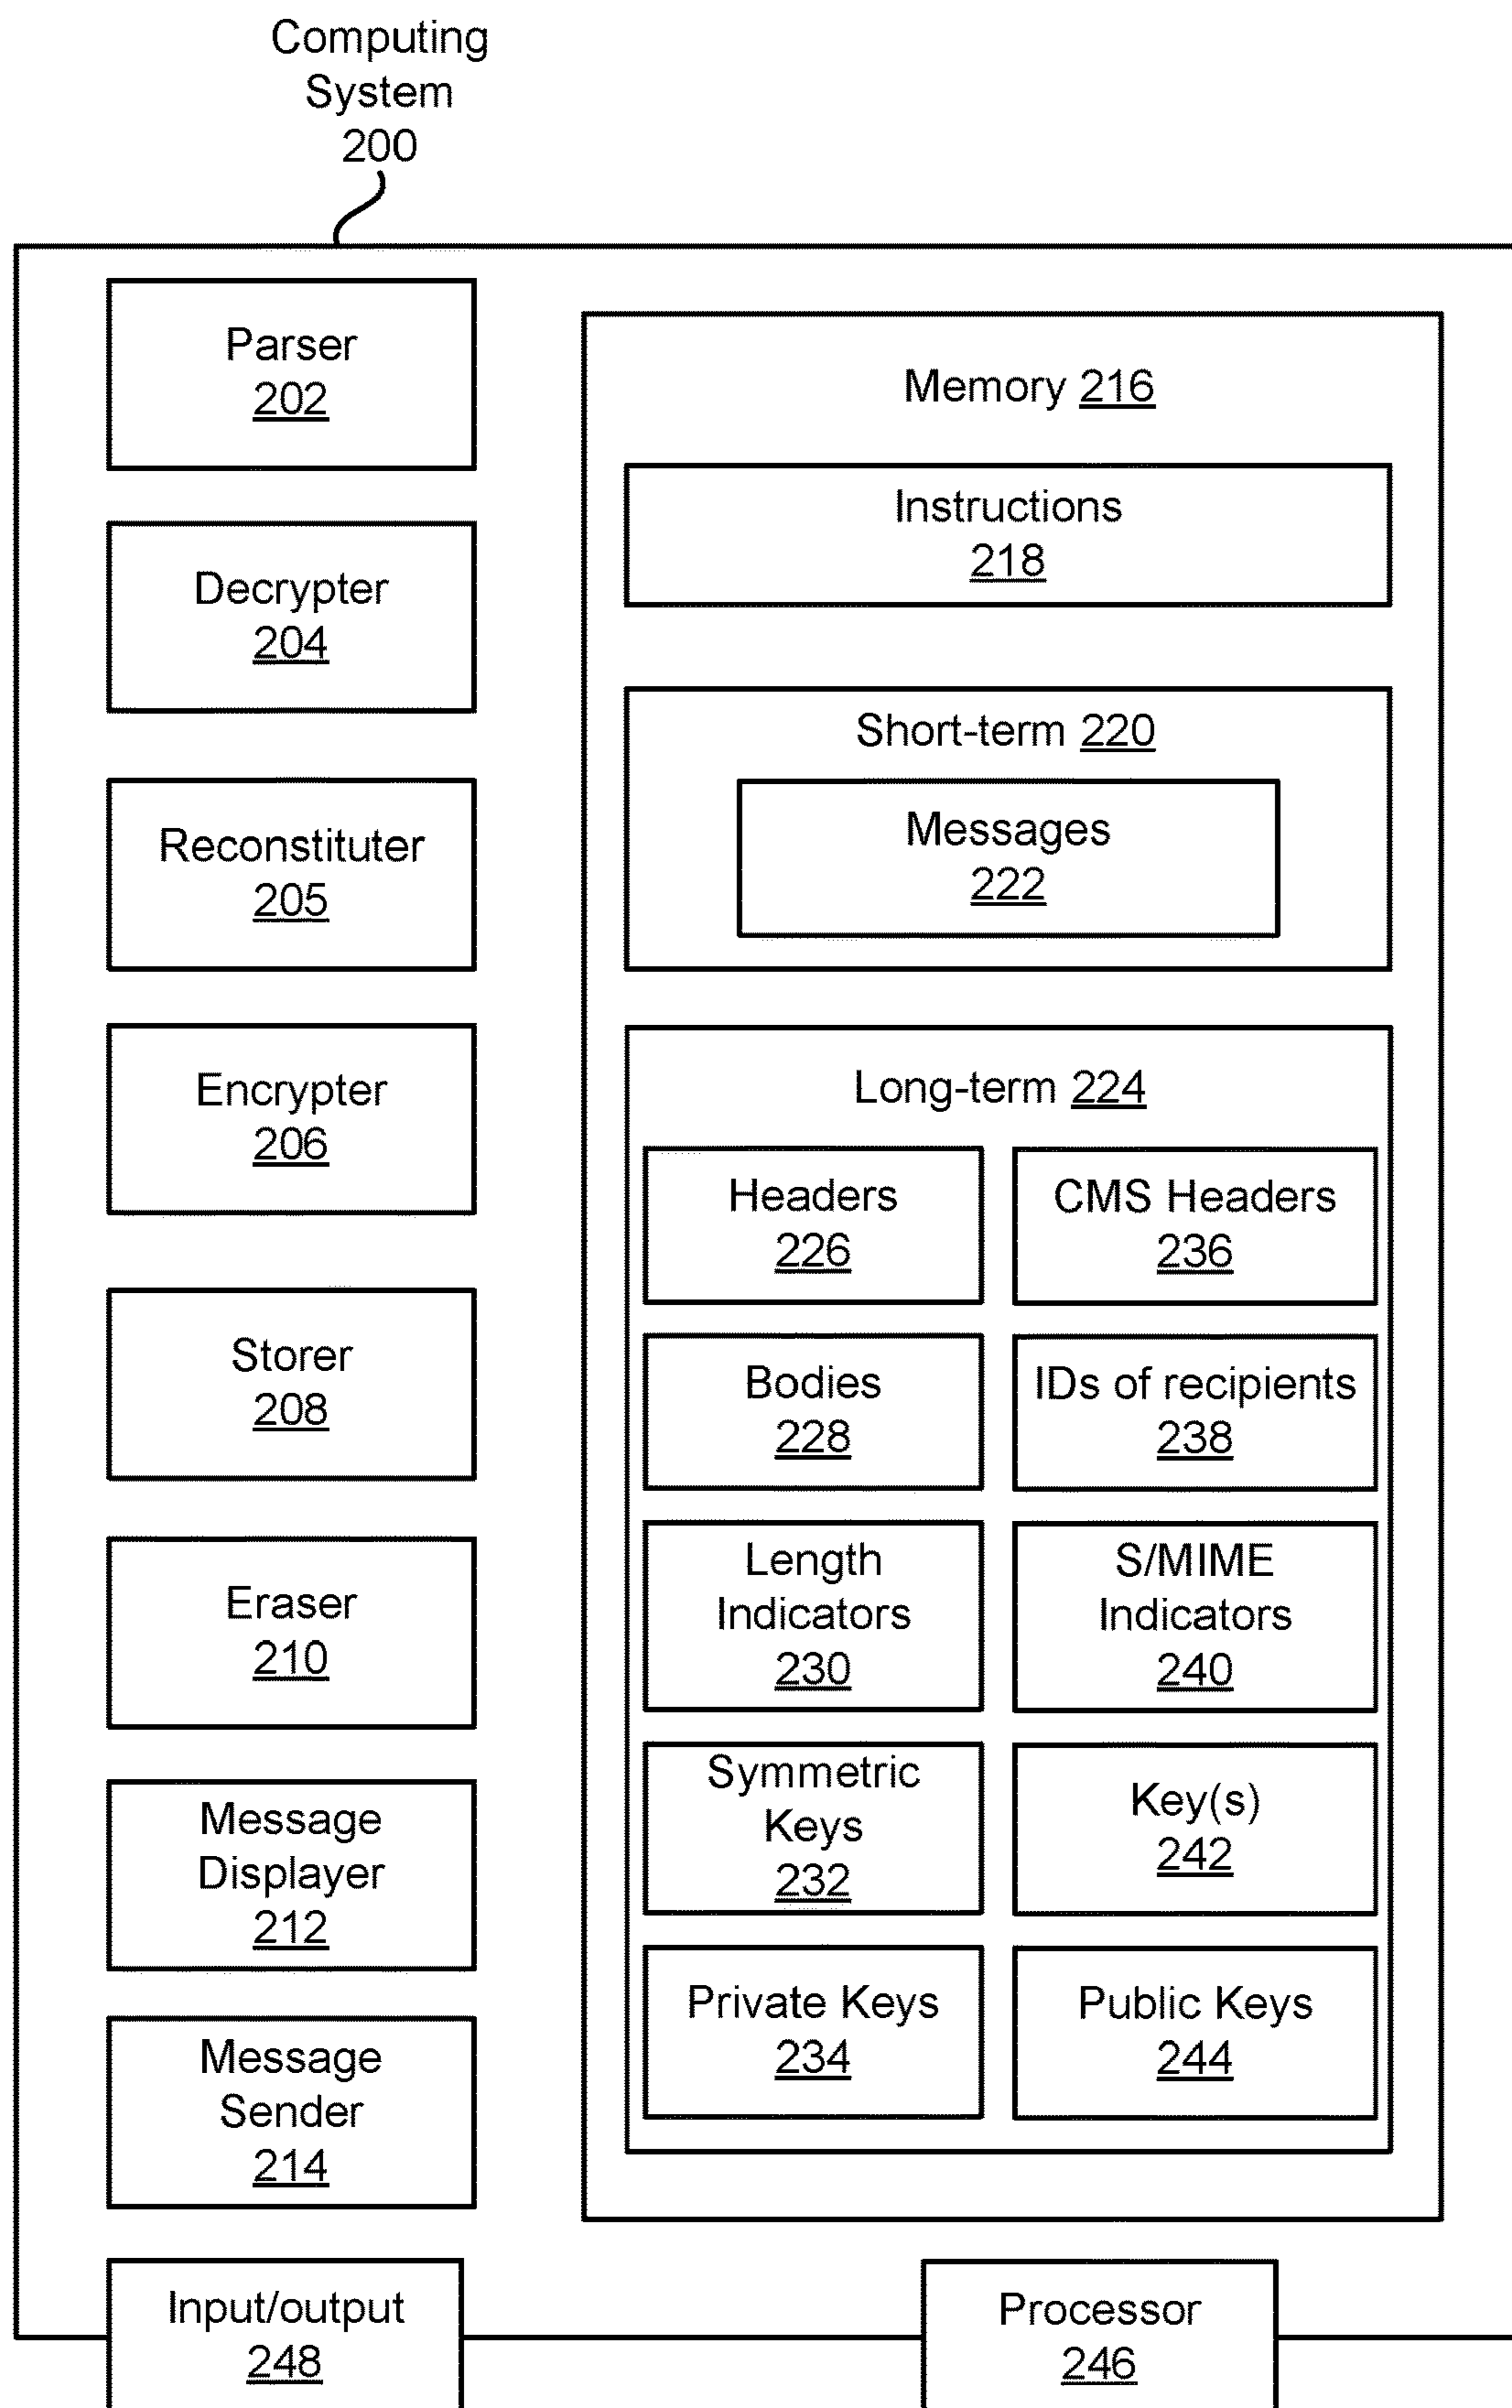 Computing
System
200
Parser
202
Decrypter
204
Reconstituter
205
Encrypter
206
Storer
208
Eraser
210
Message
Displayer
212
Message
Sender
214
Memory 216
Instructions
218
Short-term 220
Messages
222
Long-term 224
Headers
226
CMS Headers
236
Bodies
228
IDs of recipients
238
Length
Indicators
230
S/MIME
Indicators
240
Symmetric
Keys
232
Key(s)
242
Private Keys
234
Public Keys
244
Input/output
248
Processor
246